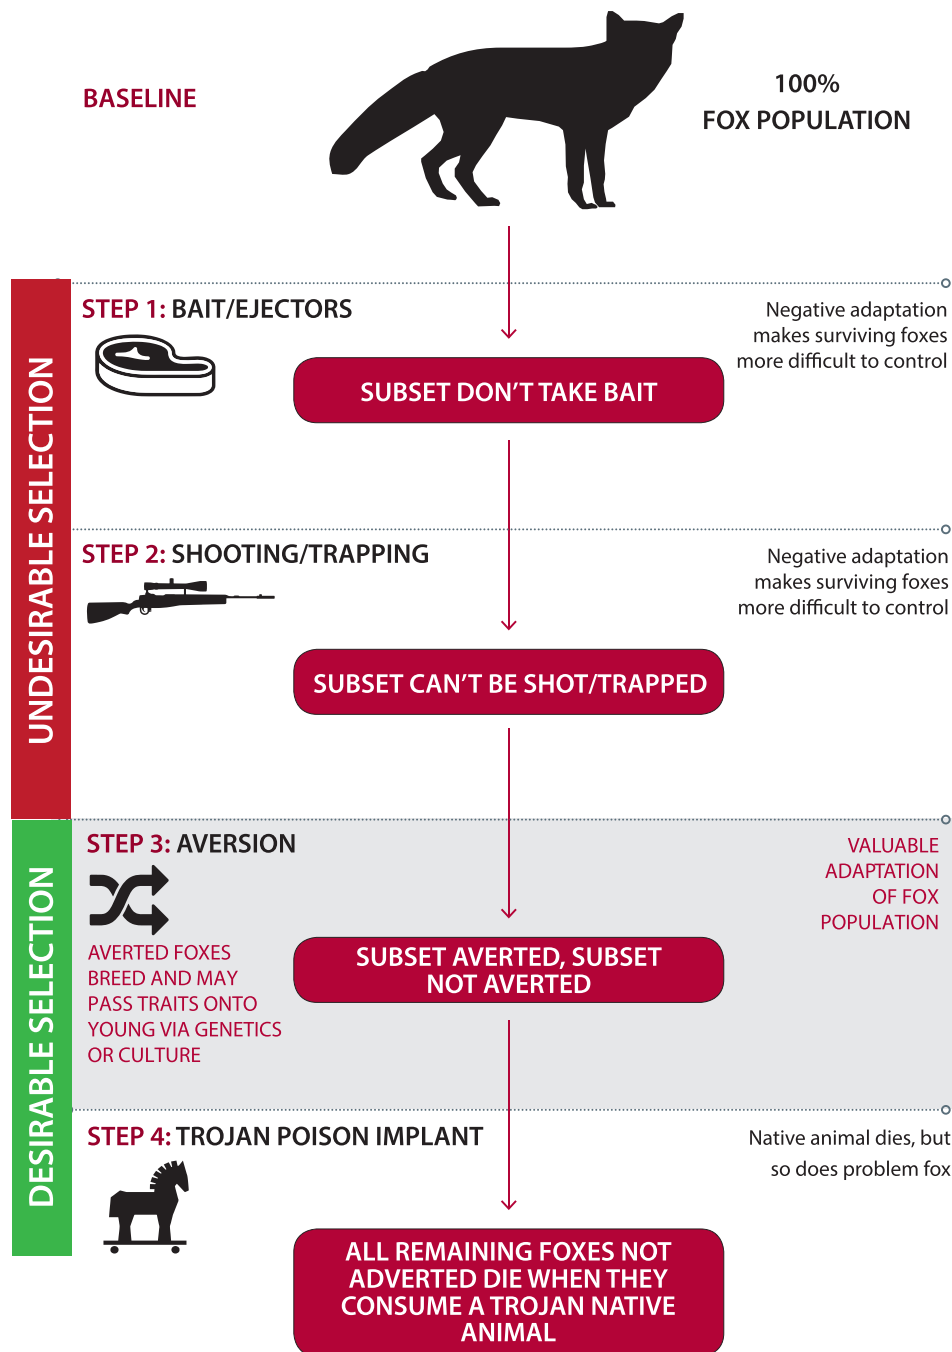 BASELINE
100%
FOX POPULATION
UNDESIRABLE SELECTION
STEP 1: BAIT/EJECTORS
Negative adaptation
makes surviving foxes
more difficult to control
SUBSET DON'T TAKE BAIT
STEP 2: SHOOTING/TRAPPING
Negative adaptation
makes surviving foxes
more difficult to control
SUBSET CAN'T BE SHOT/TRAPPED
DESIRABLE SELECTION
STEP 3: AVERSION
VALUABLE
ADAPTATION
OF FOX
POPULATION
AVERTED FOXES
BREED AND MAY
PASS TRAITS ONTO
YOUNG VIA GENETICS
OR CULTURE
SUBSET AVERTED, SUBSET
NOT AVERTED
STEP 4: TROJAN POISON IMPLANT
Native animal dies, but
so does problem fox
ALL REMAINING FOXES NOT
ADVERTED DIE WHEN THEY
CONSUME A TROJAN NATIVE
ANIMAL